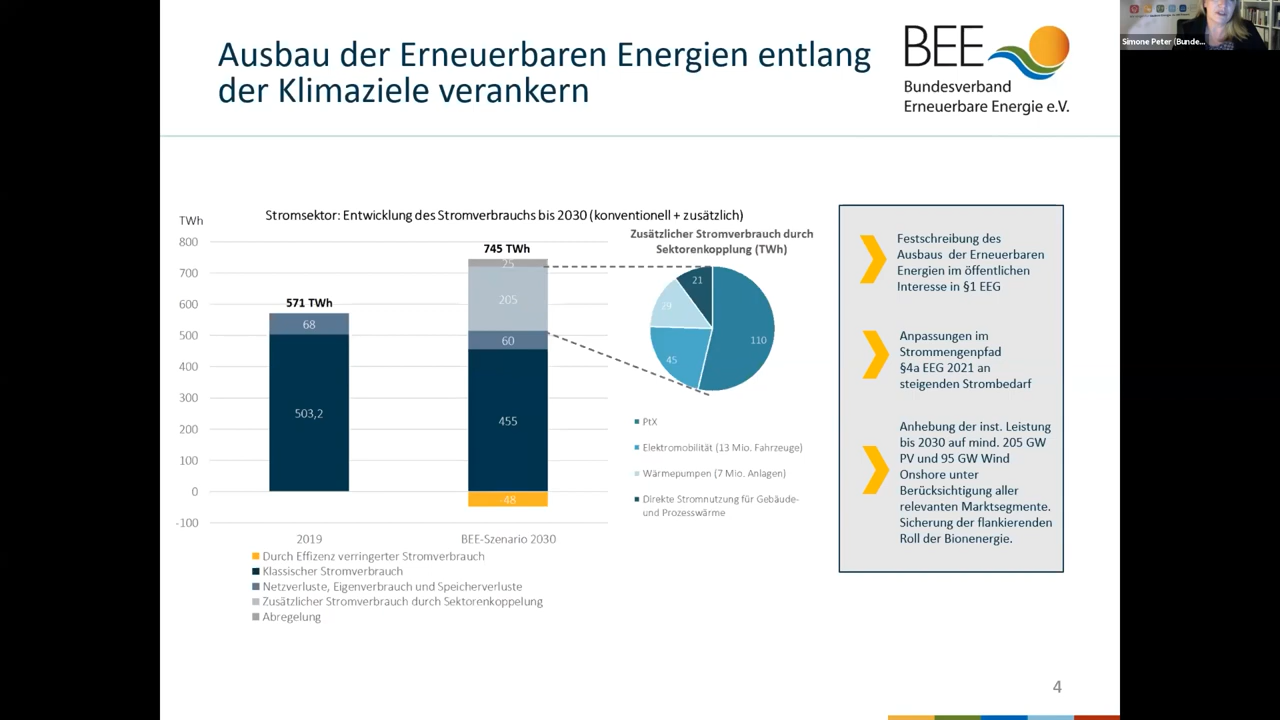 Ausbau der Erneuerbaren Energien entlang
der Klimaziele verankern
BEE
Bundesverband
Erneuerbare Energie e.V.
Simone Peter (Bunde...
Stromsektor: Entwicklung des Stromverbrauchs bis 2030 (konventionell + zusätzlich)
TWh
800
700
600
500
400
300
200
100
0
-100
571 TWh
68
503,2
2019
745 TWh
25
205
60
455
-48
BEE-Szenario 2030
Durch Effizenz verringerter Stromverbrauch
Klassischer Stromverbrauch
Netzverluste, Eigenverbrauch und Speicherverluste
Zusätzlicher Stromverbrauch durch Sektorenkoppelung
Abregelung
Zusätzlicher Stromverbrauch durch
Sektorenkopplung (TWh)
21
29
45
110
PtX
Elektromobilität (13 Mio. Fahrzeuge)
Wärmepumpen (7 Mio. Anlagen)
Direkte Stromnutzung für Gebäude-
und Prozesswärme
Festschreibung des
Ausbaus der Erneuerbaren
Energien im öffentlichen
Interesse in §1 EEG
Anpassungen im
Strommengenpfad
§4a EEG 2021 an
steigenden Strombedarf
Anhebung der inst. Leistung
bis 2030 auf mind. 205 GW
PV und 95 GW Wind
Onshore unter
Berücksichtigung aller
relevanten Marktsegmente.
Sicherung der flankierenden
Roll der Bionenergie.
4